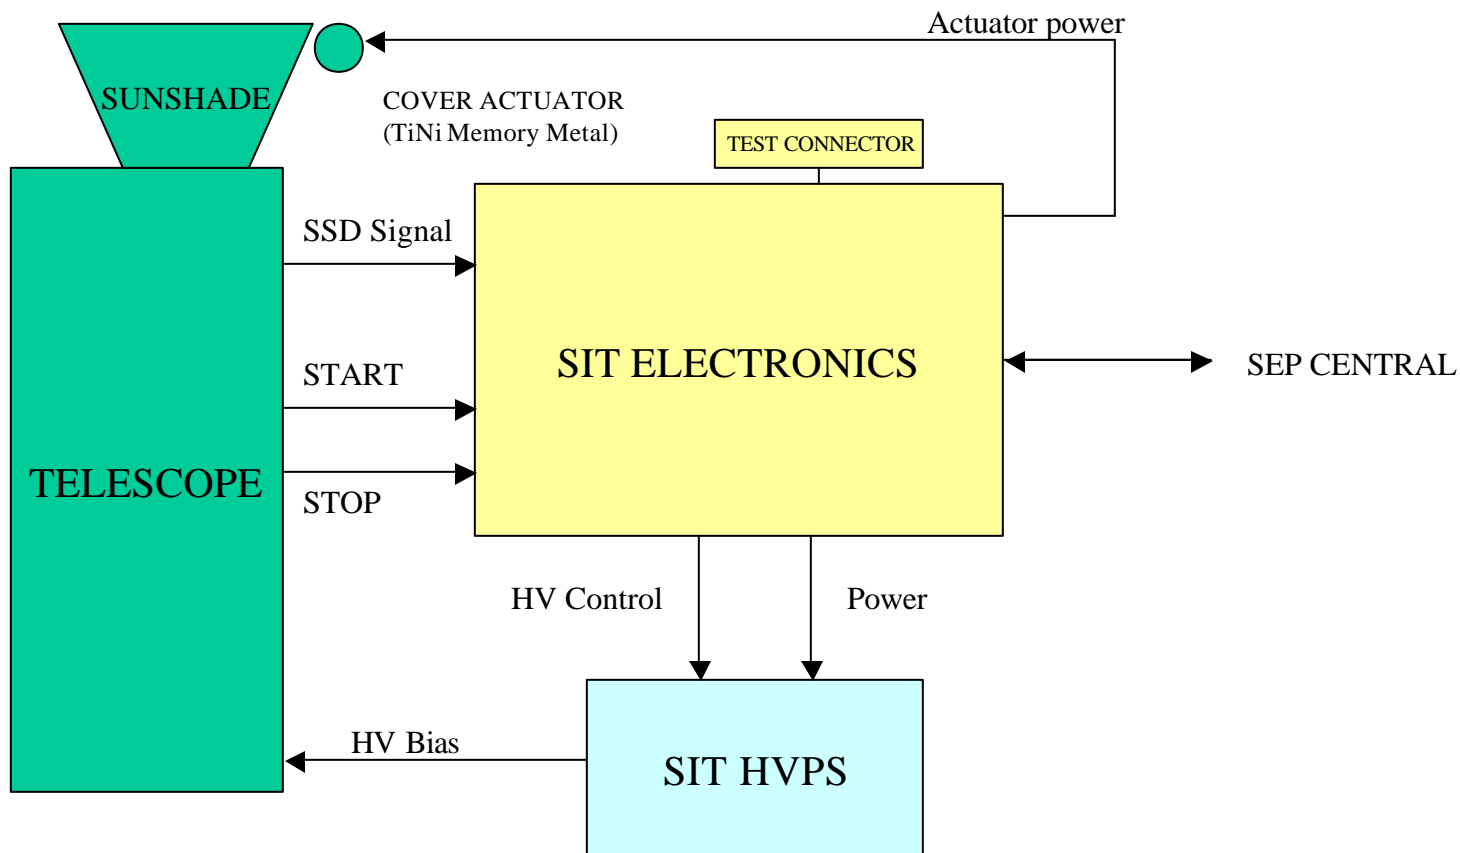 Actuator power
SUNSHADE
COVER ACTUATOR
(TiNi Memory Metal)
TEST CONNECTOR
SSD Signal
START
SIT ELECTRONICS
SEP CENTRAL
TELESCOPE
STOP
HV Control
Power
HV Bias
SIT HVPS